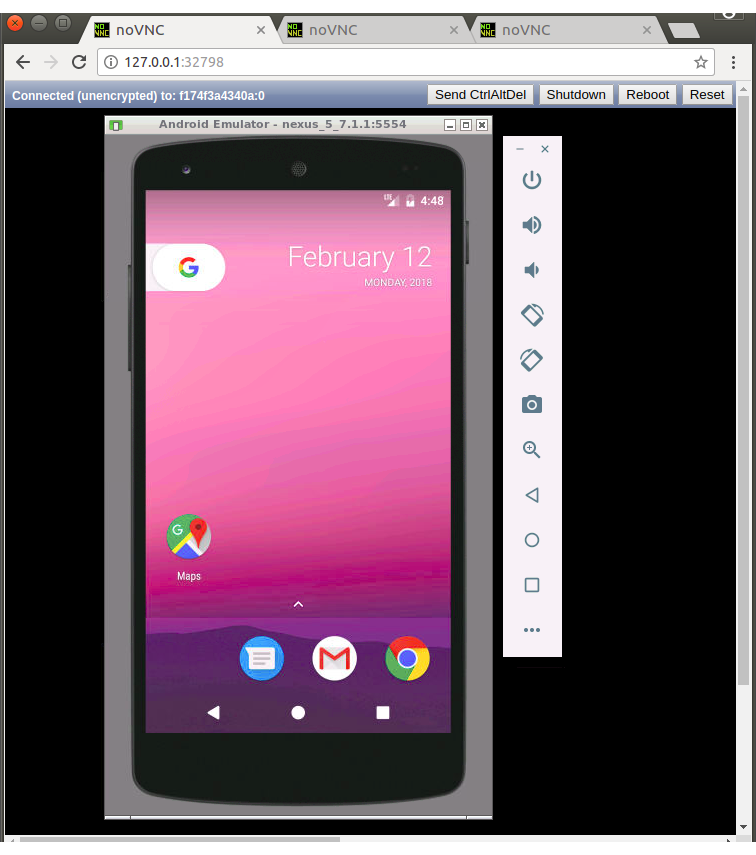 noVNC
noVNC
noVNC
127.0.0.1:32798
Connected (unencrypted) to: f174f3a4340a:0
Send CtrlAltDel
Shutdown
Reboot
Reset
Android Emulator - nexus_5_7.1.1:5554
LTE
4:48
G
February 12
MONDAY, 2018
G
Maps